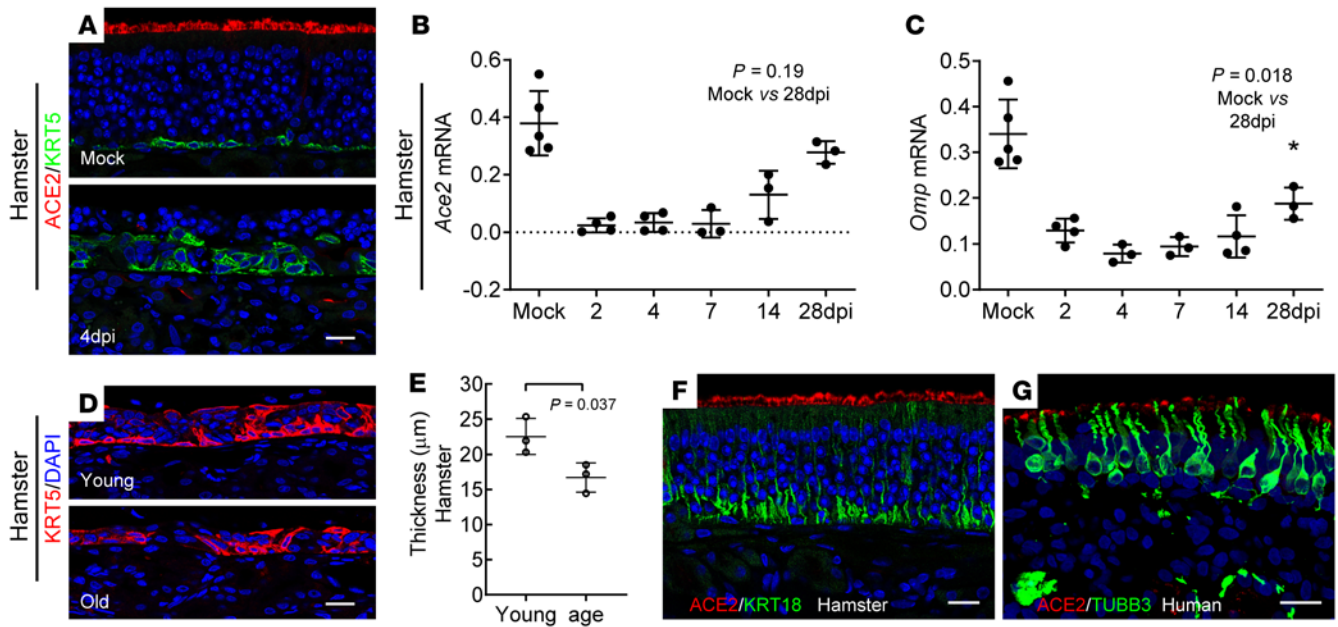 A
Hamster
ACE2/KRT5
Mock
4dpi
B
Hamster
Ace2 mRNA
0.6
0.4
0.2
0.0
-0.2
P = 0.19
Mock vs 28dpi
Mock 2 4 7 14 28dpi
C
Omp mRNA
0.5
0.4
0.3
0.2
0.1
0.0
P = 0.018
Mock vs
28dpi
*
Mock 2 4 7 14 28dpi
D
Hamster
KRT5/DAPI
Young
Old
E
Thickness (μm)
Hamster
30
25
20
15
10
5
0
P = 0.037
Young age
F
ACE2/KRT18 Hamster
G
ACE2/TUBB3 Human